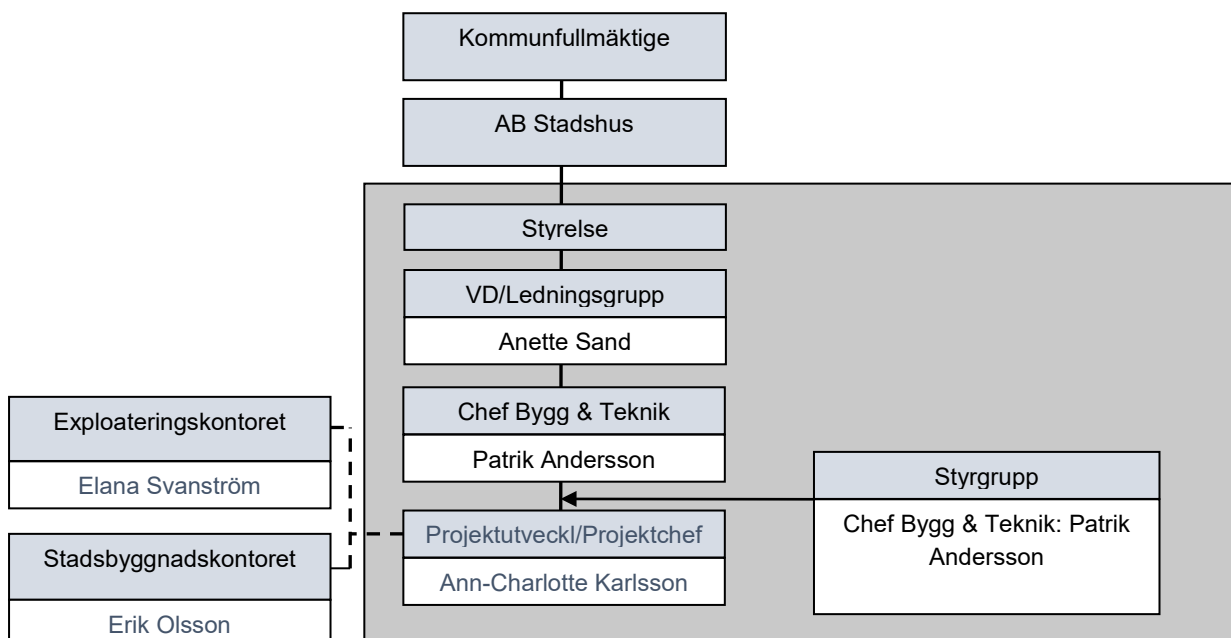 Kommunfullmäktige
AB Stadshus
Styrelse
VD/Ledningsgrupp
Anette Sand
Chef Bygg & Teknik
Patrik Andersson
Exploateringskontoret
Elana Svanström
Styrgrupp
Chef Bygg & Teknik: Patrik
Andersson
Projektutveckl/Projektchef
Ann-Charlotte Karlsson
Stadsbyggnadskontoret
Erik Olsson